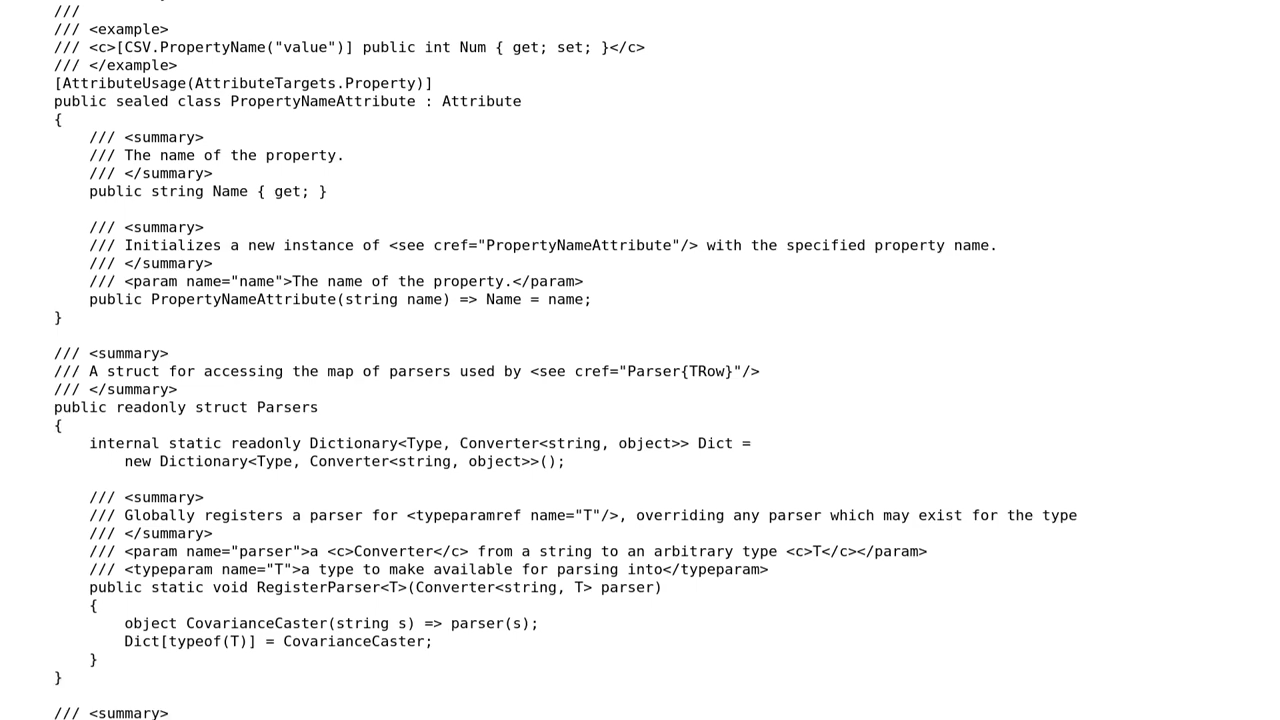 ///
/// <example>
/// <c>[CSV.PropertyName("value")] public int Num { get; set; }</c>
/// </example>
[AttributeUsage(AttributeTargets.Property)]
public sealed class PropertyNameAttribute : Attribute
{
    /// <summary>
    /// The name of the property.
    /// </summary>
    public string Name { get; }

    /// <summary>
    /// Initializes a new instance of <see cref="PropertyNameAttribute"/> with the specified property name.
    /// </summary>
    /// <param name="name">The name of the property.</param>
    public PropertyNameAttribute(string name) => Name = name;
}

/// <summary>
/// A struct for accessing the map of parsers used by <see cref="Parser{TRow}"/>
/// </summary>
public readonly struct Parsers
{
    internal static readonly Dictionary<Type, Converter<string, object>> Dict =
        new Dictionary<Type, Converter<string, object>>();

    /// <summary>
    /// Globally registers a parser for <typeparamref name="T"/>, overriding any parser which may exist for the type
    /// </summary>
    /// <param name="parser">a <c>Converter</c> from a string to an arbitrary type <c>T</c></param>
    /// <typeparam name="T">a type to make available for parsing into</typeparam>
    public static void RegisterParser<T>(Converter<string, T> parser)
    {
        object CovarianceCaster(string s) => parser(s);
        Dict[typeof(T)] = CovarianceCaster;
    }
}

/// <summary>